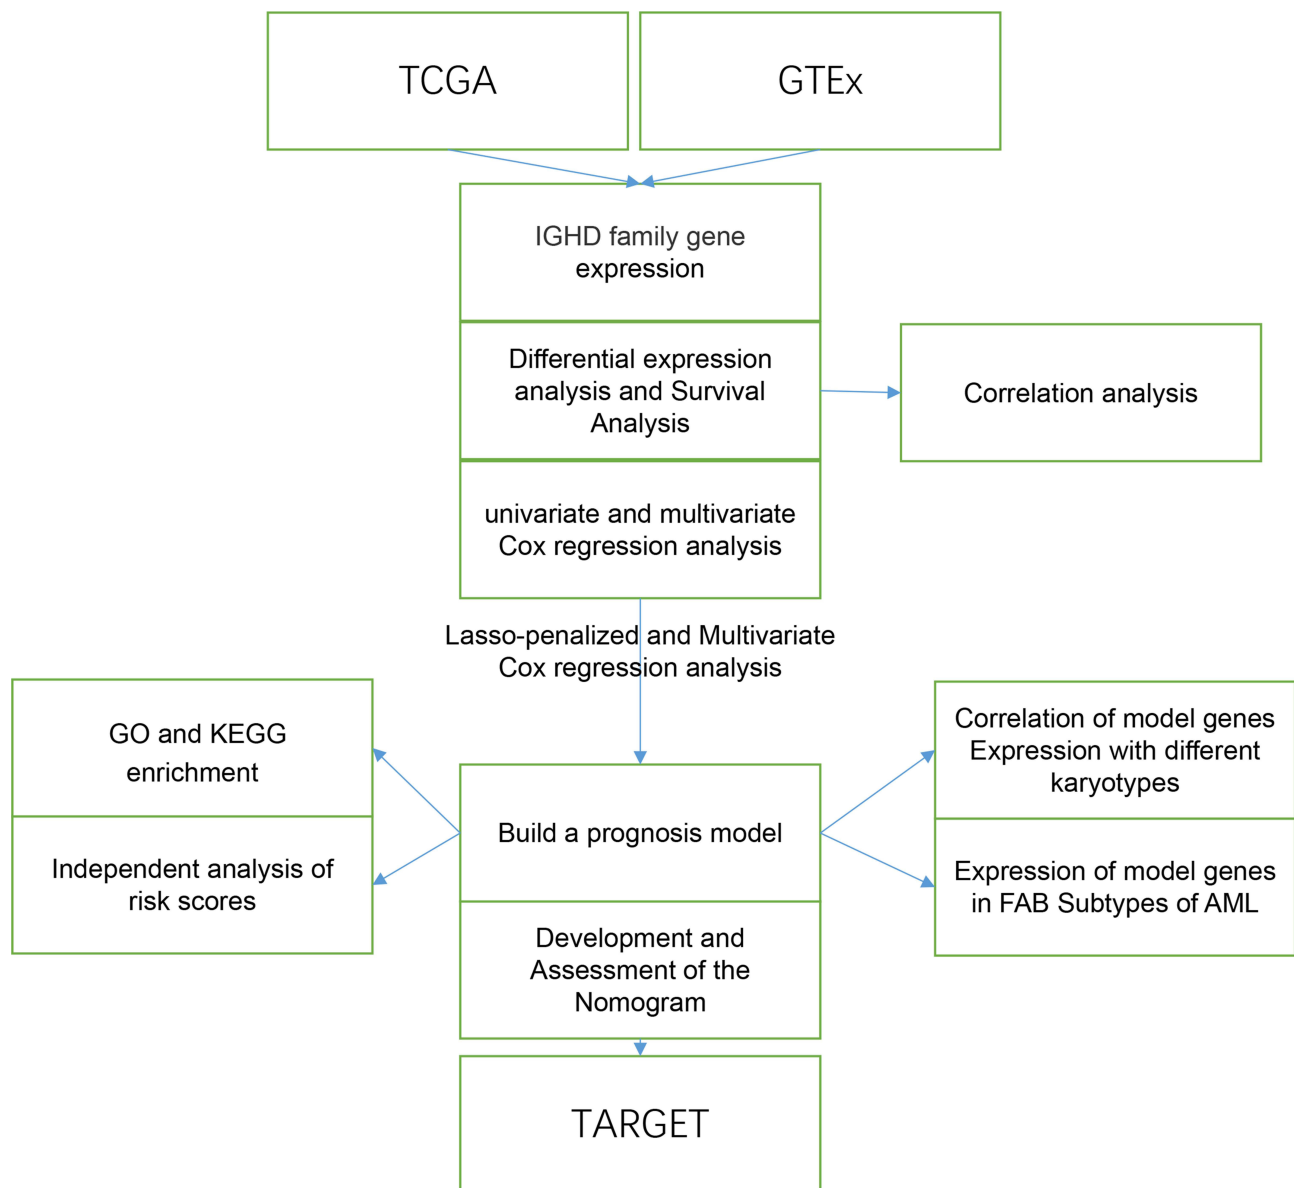 TCGA
GTEx
IGHD family gene
expression
Differential expression
analysis and Survival
Analysis
Correlation analysis
univariate and multivariate
Cox regression analysis
Lasso-penalized and Multivariate
Cox regression analysis
GO and KEGG
enrichment
Independent analysis of
risk scores
Build a prognosis model
Development and
Assessment of the
Nomogram
Correlation of model genes
Expression with different
karyotypes
Expression of model genes
in FAB Subtypes of AML
TARGET